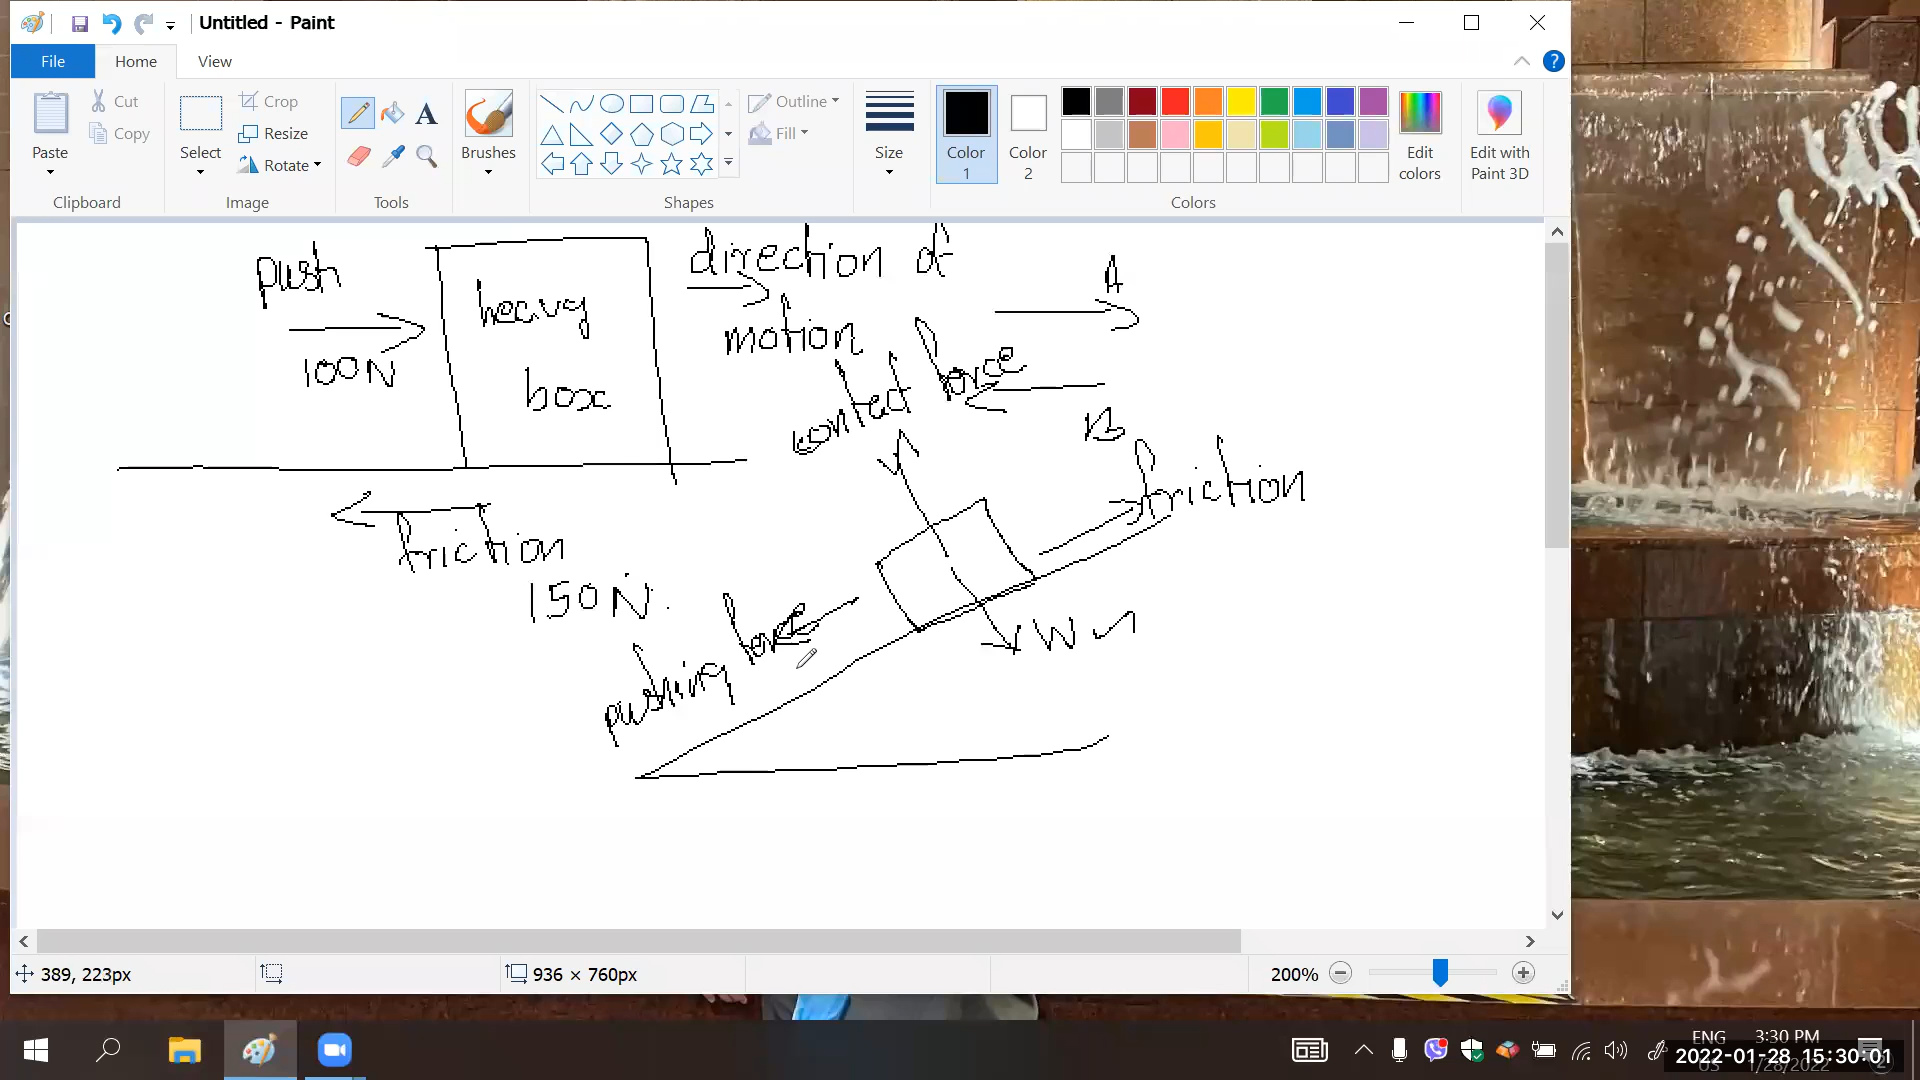 Untitled - Paint
File Home View
Paste
Cut
Copy
Clipboard
Select
Crop
Resize
Rotate
Image
Tools
Brushes
Shapes
Outline
Fill
Size
Color
1
Color
2
Colors
Edit
colors
Edit with
Paint 3D
push
100N
heavy
box
direction of
motion
A
B
friction
150N.
contact force
friction
pushing force
W
389, 223px
936 × 760px
200%
ENG
3:30 PM
2022-01-28 15:30:01
1/28/2022